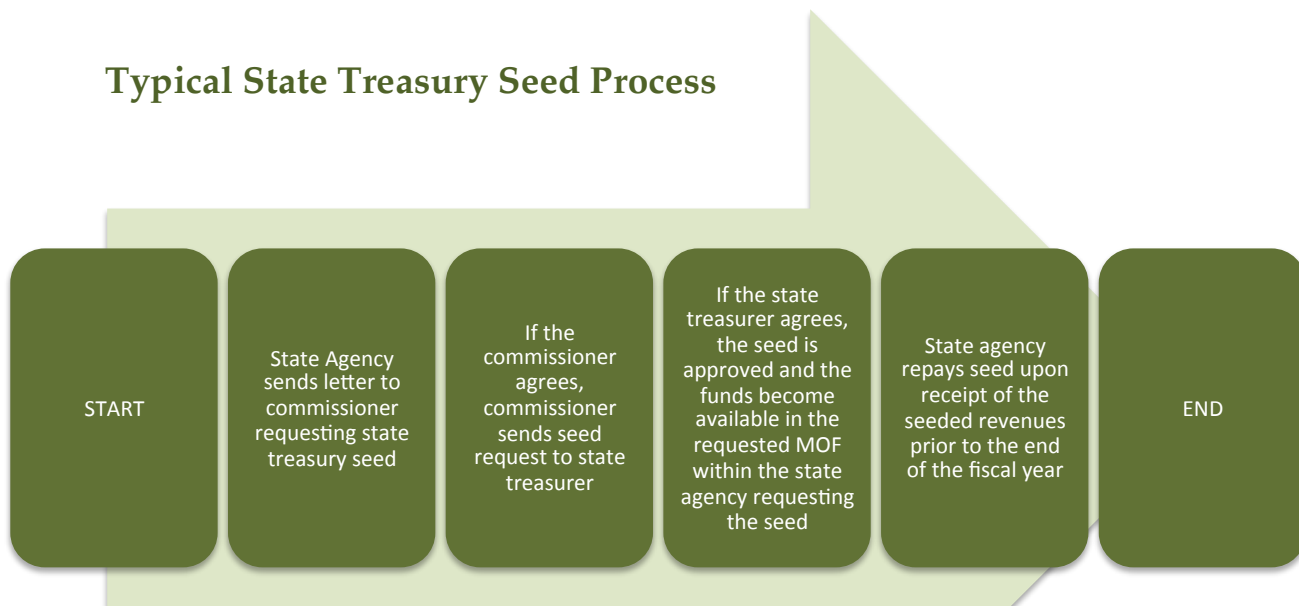 Typical State Treasury Seed Process
START
State Agency
sends letter to
commissioner
requesting state
treasury seed
If the
commissioner
agrees,
commissioner
sends seed
request to state
treasurer
If the state
treasurer agrees,
the seed is
approved and the
funds become
available in the
requested MOF
within the state
agency requesting
the seed
State agency
repays seed upon
receipt of the
seeded revenues
prior to the end
of the fiscal year
END